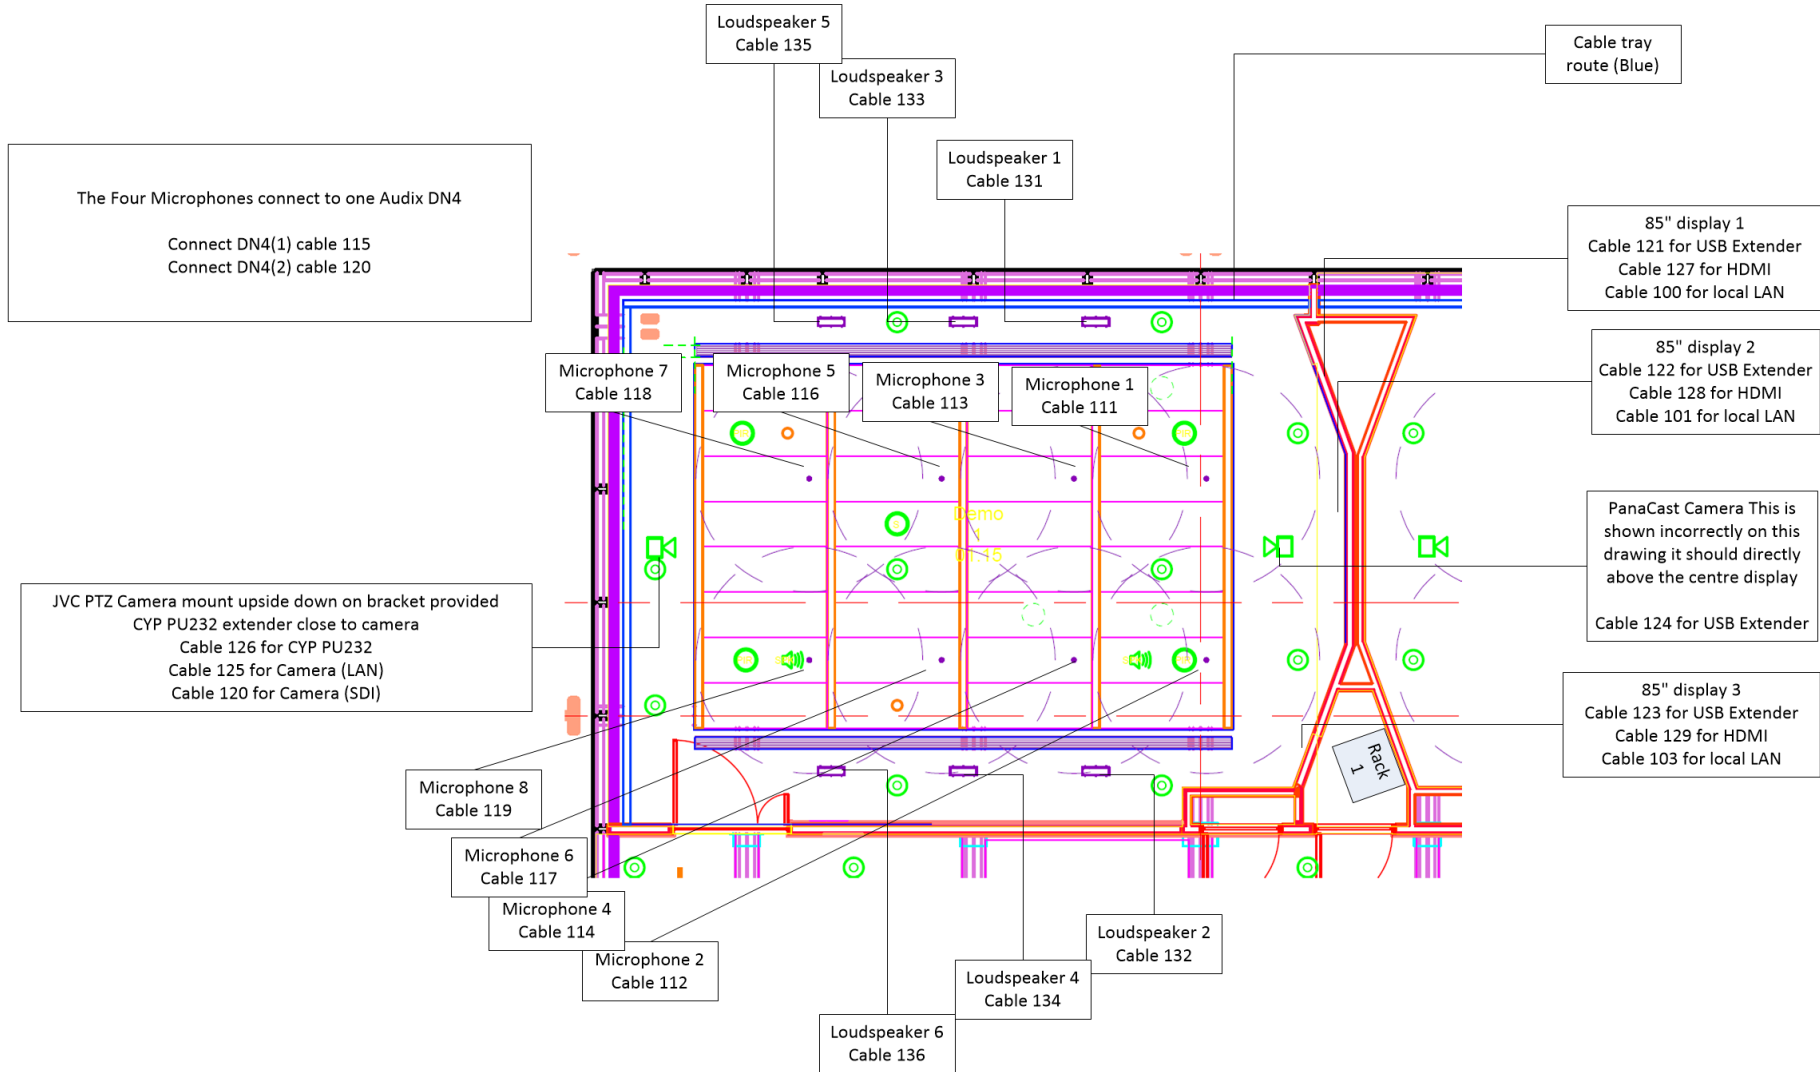 Loudspeaker 5
Cable 135
Loudspeaker 3
Cable 133
Cable tray
route (Blue)
Loudspeaker 1
Cable 131
The Four Microphones connect to one Audix DN4
Connect DN4(1) cable 115
Connect DN4(2) cable 120
85" display 1
Cable 121 for USB Extender
Cable 127 for HDMI
Cable 100 for local LAN
85" display 2
Cable 122 for USB Extender
Cable 128 for HDMI
Cable 101 for local LAN
Microphone 7
Cable 118
Microphone 5
Cable 116
Microphone 3
Cable 113
Microphone 1
Cable 111
Demo
1
PanaCast Camera This is
shown incorrectly on this
drawing it should directly
above the centre display
Cable 124 for USB Extender
JVC PTZ Camera mount upside down on bracket provided
CYP PU232 extender close to camera
Cable 126 for CYP PU232
Cable 125 for Camera (LAN)
Cable 120 for Camera (SDI)
85" display 3
Cable 123 for USB Extender
Cable 129 for HDMI
Cable 103 for local LAN
Rack
1
Microphone 8
Cable 119
Microphone 6
Cable 117
Microphone 4
Cable 114
Microphone 2
Cable 112
Loudspeaker 2
Cable 132
Loudspeaker 4
Cable 134
Loudspeaker 6
Cable 136